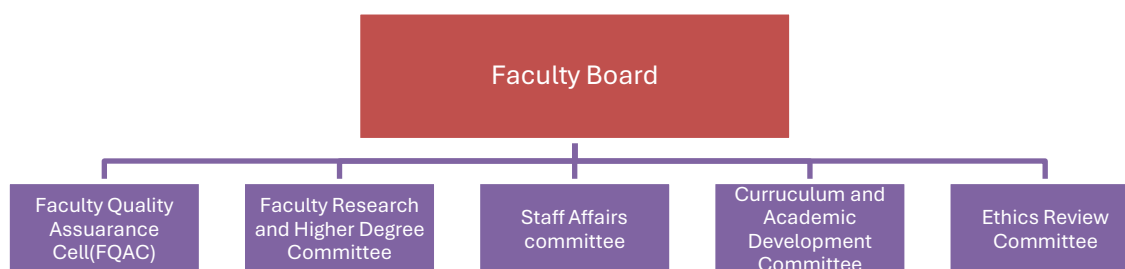 Faculty Board
Faculty Quality
Assuarance
Cell(FQAC)
Faculty Research
and Higher Degree
Committee
Staff Affairs
committee
Curruculum and
Academic
Development
Committee
Ethics Review
Committee